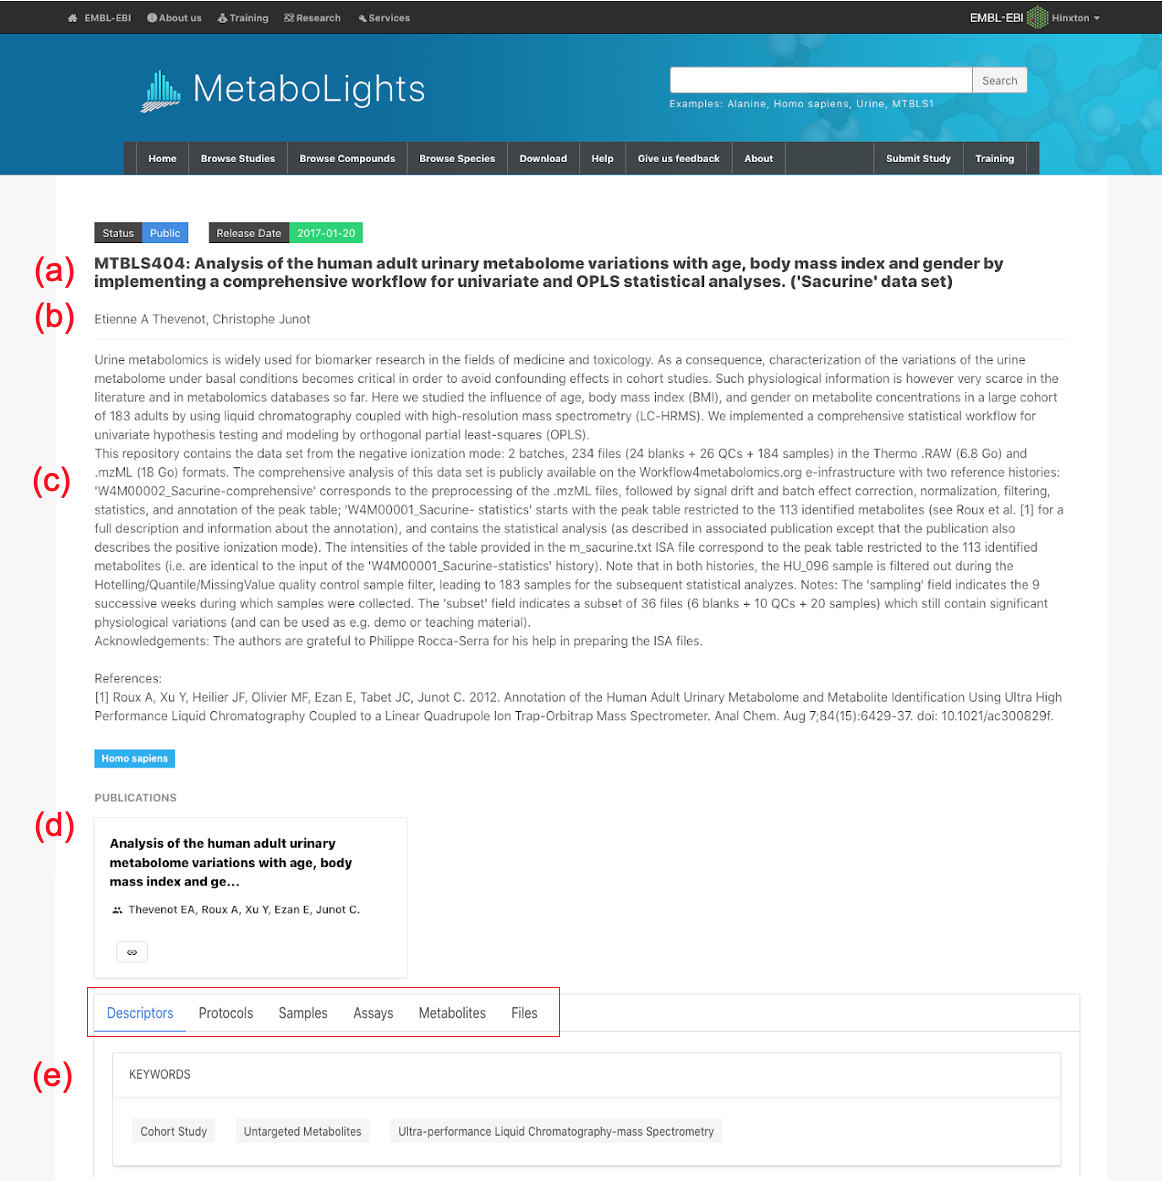 EMBL-EBI About us Training Research Services EMBL-EBI Hinxton
MetaboLights
Search
Examples: Alanine, Homo sapiens, Urine, MTBLS1
Home Browse Studies Browse Compounds Browse Species Download Help Give us feedback About Submit Study Training
Status Public Release Date 2017-01-20
(a)
MTBLS404: Analysis of the human adult urinary metabolome variations with age, body mass index and gender by
implementing a comprehensive workflow for univariate and OPLS statistical analyses. ('Sacurine' data set)
(b)
Etienne A Thevenot, Christophe Junot
Urine metabolomics is widely used for biomarker research in the fields of medicine and toxicology. As a consequence, characterization of the variations of the urine
metabolome under basal conditions becomes critical in order to avoid confounding effects in cohort studies. Such physiological information is however very scarce in the
literature and in metabolomics databases so far. Here we studied the influence of age, body mass index (BMI), and gender on metabolite concentrations in a large cohort
of 183 adults by using liquid chromatography coupled with high-resolution mass spectrometry (LC-HRMS). We implemented a comprehensive statistical workflow for
univariate hypothesis testing and modeling by orthogonal partial least-squares (OPLS).
This repository contains the data set from the negative ionization mode: 2 batches, 234 files (24 blanks + 26 QCs + 184 samples) in the Thermo .RAW (6.8 Go) and
(c)
.mzML (18 Go) formats. The comprehensive analysis of this data set is publicly available on the Workflow4metabolomics.org e-infrastructure with two reference histories:
'W4M00002_Sacurine-comprehensive' corresponds to the preprocessing of the .mzML files, followed by signal drift and batch effect correction, normalization, filtering,
statistics, and annotation of the peak table; 'W4M00001_Sacurine- statistics' starts with the peak table restricted to the 113 identified metabolites (see Roux et al. [1] for a
full description and information about the annotation), and contains the statistical analysis (as described in associated publication except that the publication also
describes the positive ionization mode). The intensities of the table provided in the m_sacurine.txt ISA file correspond to the peak table restricted to the 113 identified
metabolites (i.e. are identical to the input of the 'W4M00001_Sacurine-statistics' history). Note that in both histories, the HU_096 sample is filtered out during the
Hotelling/Quantile/MissingValue quality control sample filter, leading to 183 samples for the subsequent statistical analyzes. Notes: The 'sampling' field indicates the 9
successive weeks during which samples were collected. The 'subset' field indicates a subset of 36 files (6 blanks + 10 QCs + 20 samples) which still contain significant
physiological variations (and can be used as e.g. demo or teaching material).
Acknowledgements: The authors are grateful to Philippe Rocca-Serra for his help in preparing the ISA files.
References:
[1] Roux A, Xu Y, Heilier JF, Olivier MF, Ezan E, Tabet JC, Junot C. 2012. Annotation of the Human Adult Urinary Metabolome and Metabolite Identification Using Ultra High
Performance Liquid Chromatography Coupled to a Linear Quadrupole Ion Trap-Orbitrap Mass Spectrometer. Anal Chem. Aug 7;84(15):6429-37. doi: 10.1021/ac300829f.
Homo sapiens
PUBLICATIONS
(d)
Analysis of the human adult urinary
metabolome variations with age, body
mass index and ge...
Thevenot EA, Roux A, Xu Y, Ezan E, Junot C.
Descriptors Protocols Samples Assays Metabolites Files
(e)
KEYWORDS
Cohort Study Untargeted Metabolites Ultra-performance Liquid Chromatography-mass Spectrometry